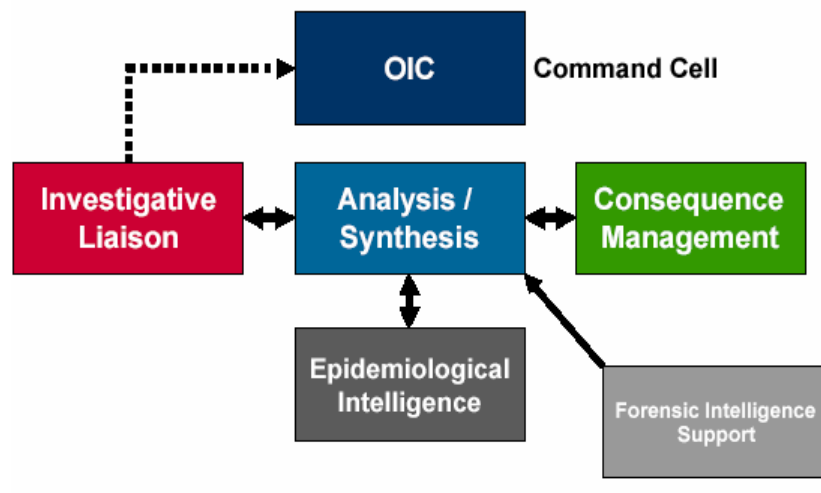 OIC
Command Cell
Investigative
Liaison
Analysis /
Synthesis
Consequence
Management
Epidemiological
Intelligence
Forensic Intelligence
Support